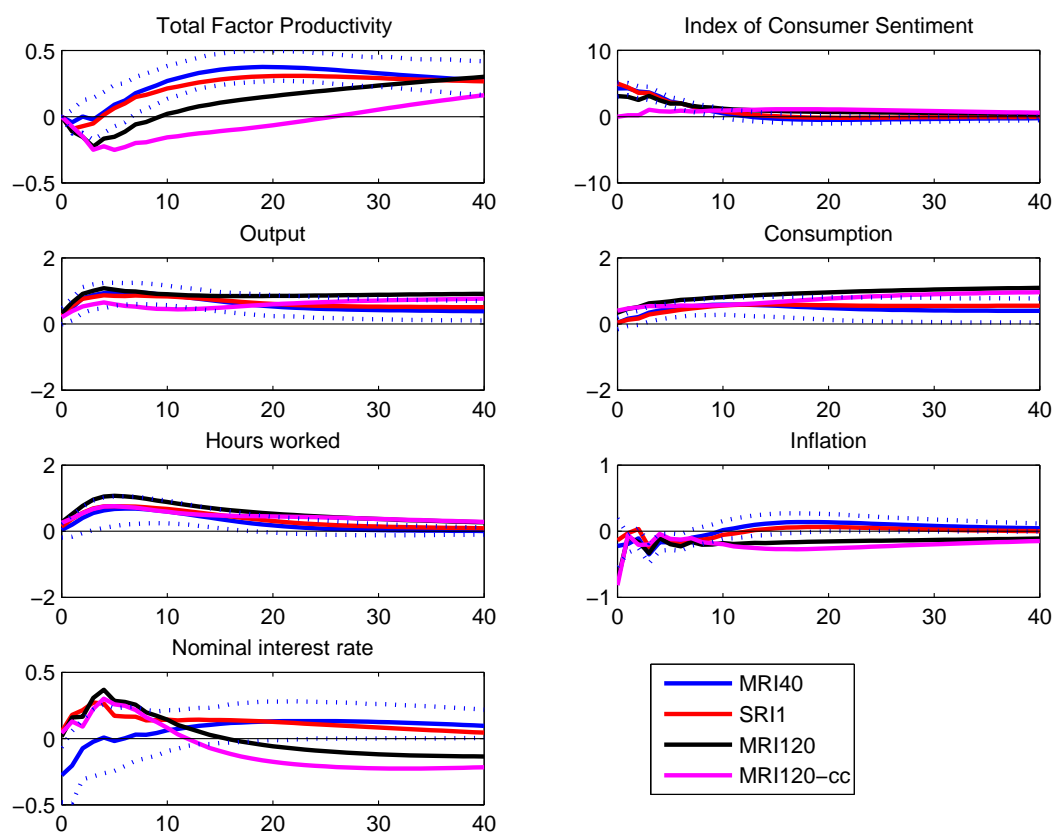 Total Factor Productivity
0.5
0
−0.5
0 10 20 30 40
Index of Consumer Sentiment
10
0
−10
0 10 20 30 40
Output
2
0
−2
0 10 20 30 40
Consumption
2
0
−2
0 10 20 30 40
Hours worked
2
0
−2
0 10 20 30 40
Inflation
1
0
−1
0 10 20 30 40
Nominal interest rate
0.5
0
−0.5
0 10 20 30 40
MRI40
SRI1
MRI120
MRI120−cc